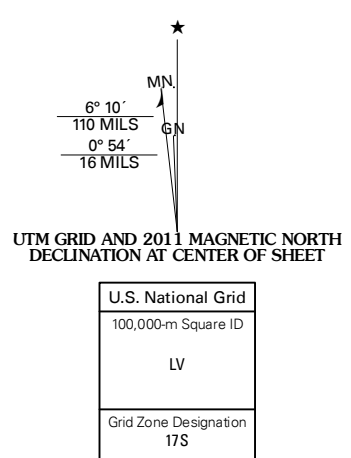 ★
MN.
6° 10´
110 MILS
GN
0° 54´
16 MILS
UTM GRID AND 2011 MAGNETIC NORTH
DECLINATION AT CENTER OF SHEET
U.S. National Grid
100,000-m Square ID
LV
Grid Zone Designation
17S